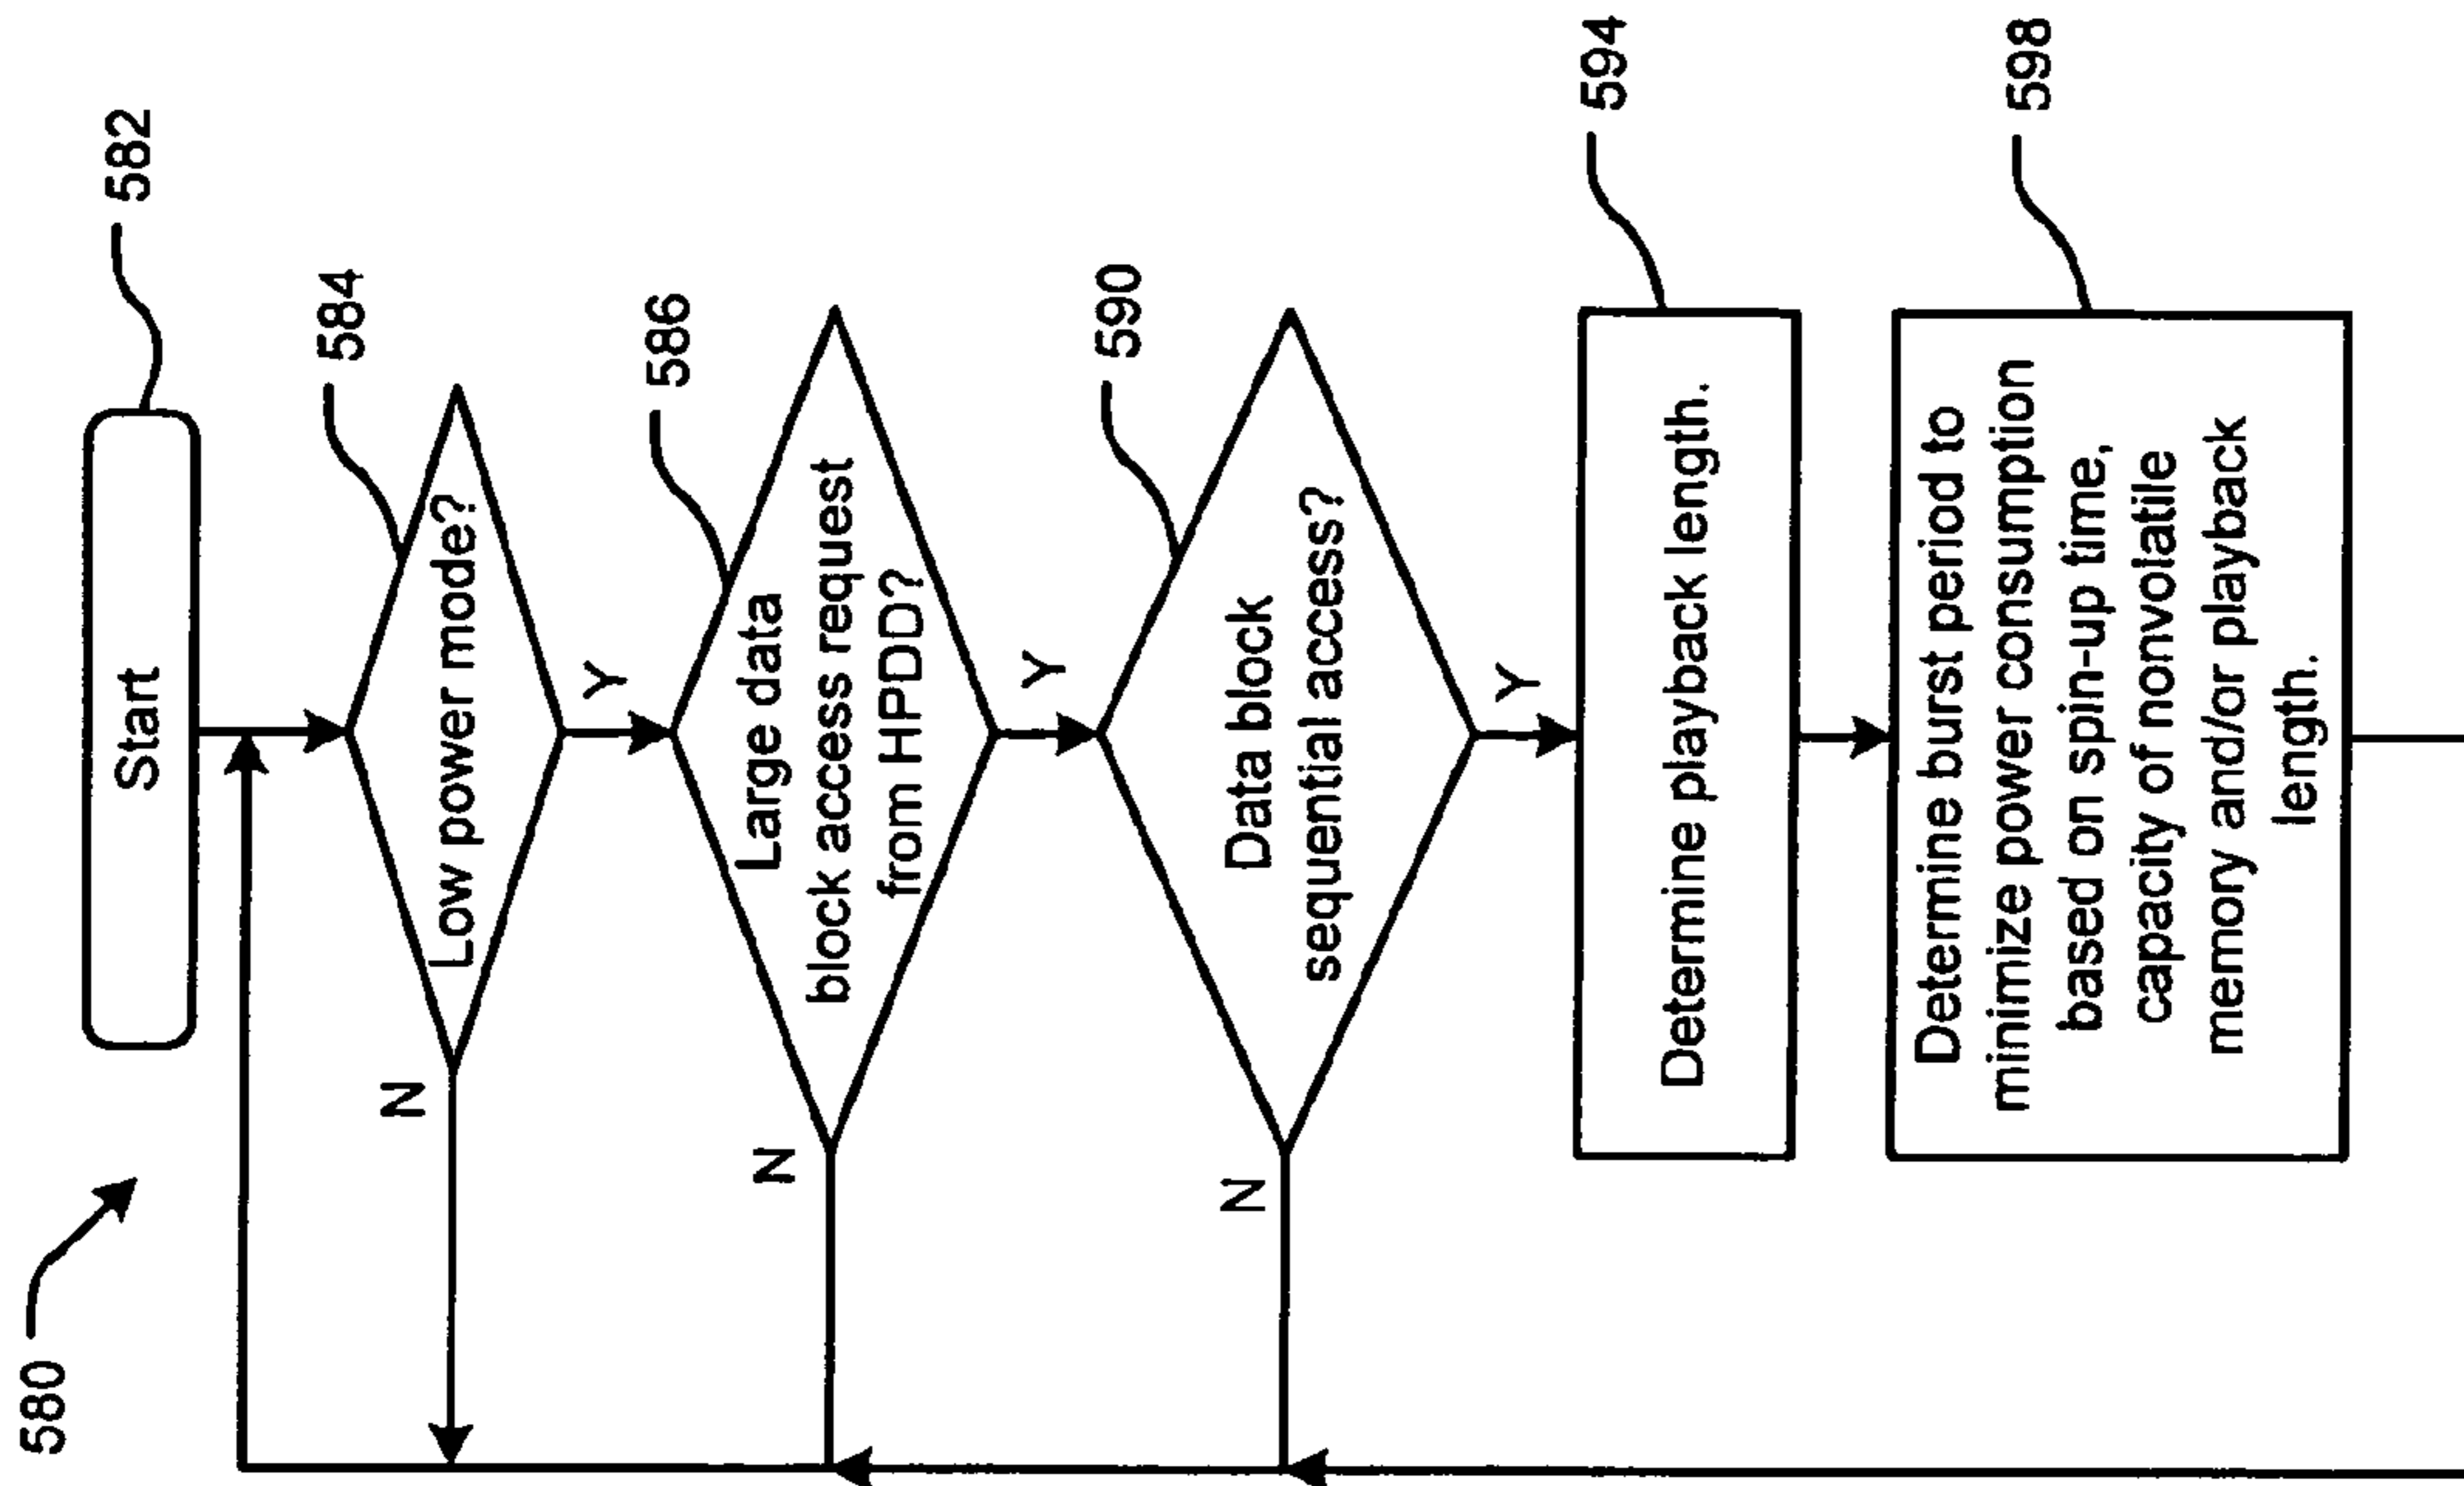 580
Start
582
Low power mode?
584
N
Y
Large data
block access request
from HPDD?
586
N
Y
Data block
sequential access?
590
N
Y
Determine playback length.
594
Determine burst period to
minimize power consumption
based on spin-up time,
capacity of nonvolatile
memory and/or playback
length.
598